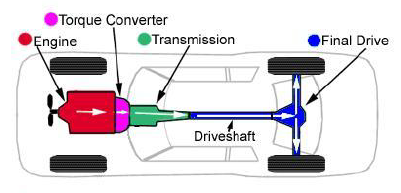 Torque Converter
Engine
Transmission
Final Drive
Driveshaft